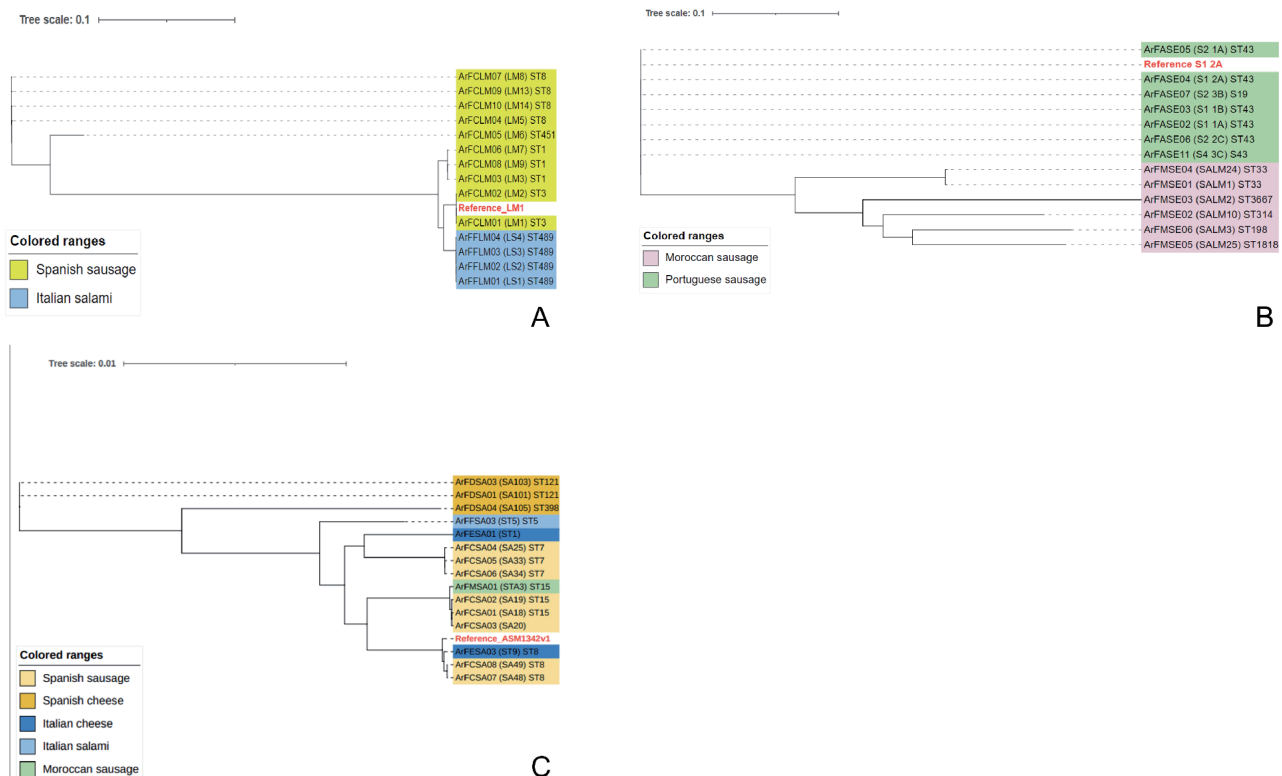 Tree scale: 0.1
ArFCLM07 (LM8) ST8
ArFCLM09 (LM13) ST8
ArFCLM10 (LM14) ST8
ArFCLM04 (LM5) ST8
ArFCLM05 (LM6) ST451
ArFCLM06 (LM7) ST1
ArFCLM08 (LM9) ST1
ArFCLM03 (LM3) ST1
ArFCLM02 (LM2) ST3
Reference_LM1
ArFCLM01 (LM1) ST3
ArFFLM04 (LS4) ST489
ArFFLM03 (LS3) ST489
ArFFLM02 (LS2) ST489
ArFFLM01 (LS1) ST489
Colored ranges
Spanish sausage
Italian salami
A
Tree scale: 0.1
ArFASE05 (S2 1A) ST43
Reference S1 2A
ArFASE04 (S1 2A) ST43
ArFASE07 (S2 3B) S19
ArFASE03 (S1 1B) ST43
ArFASE02 (S1 1A) ST43
ArFASE06 (S2 2C) ST43
ArFASE11 (S4 3C) S43
ArFMSE04 (SALM24) ST33
ArFMSE01 (SALM1) ST33
ArFMSE03 (SALM2) ST3667
ArFMSE02 (SALM10) ST314
ArFMSE06 (SALM3) ST198
ArFMSE05 (SALM25) ST1818
Colored ranges
Moroccan sausage
Portuguese sausage
B
Tree scale: 0.01
ArFDSA03 (SA103) ST121
ArFDSA01 (SA101) ST121
ArFDSA04 (SA105) ST398
ArFFSA03 (ST5) ST5
ArFESA01 (ST1)
ArFCSA04 (SA25) ST7
ArFCSA05 (SA33) ST7
ArFCSA06 (SA34) ST7
ArFMSA01 (STA3) ST15
ArFCSA02 (SA19) ST15
ArFCSA01 (SA18) ST15
ArFCSA03 (SA20)
Reference_ASM1342v1
ArFESA03 (ST9) ST8
ArFCSA08 (SA49) ST8
ArFCSA07 (SA48) ST8
Colored ranges
Spanish sausage
Spanish cheese
Italian cheese
Italian salami
Moroccan sausage
C